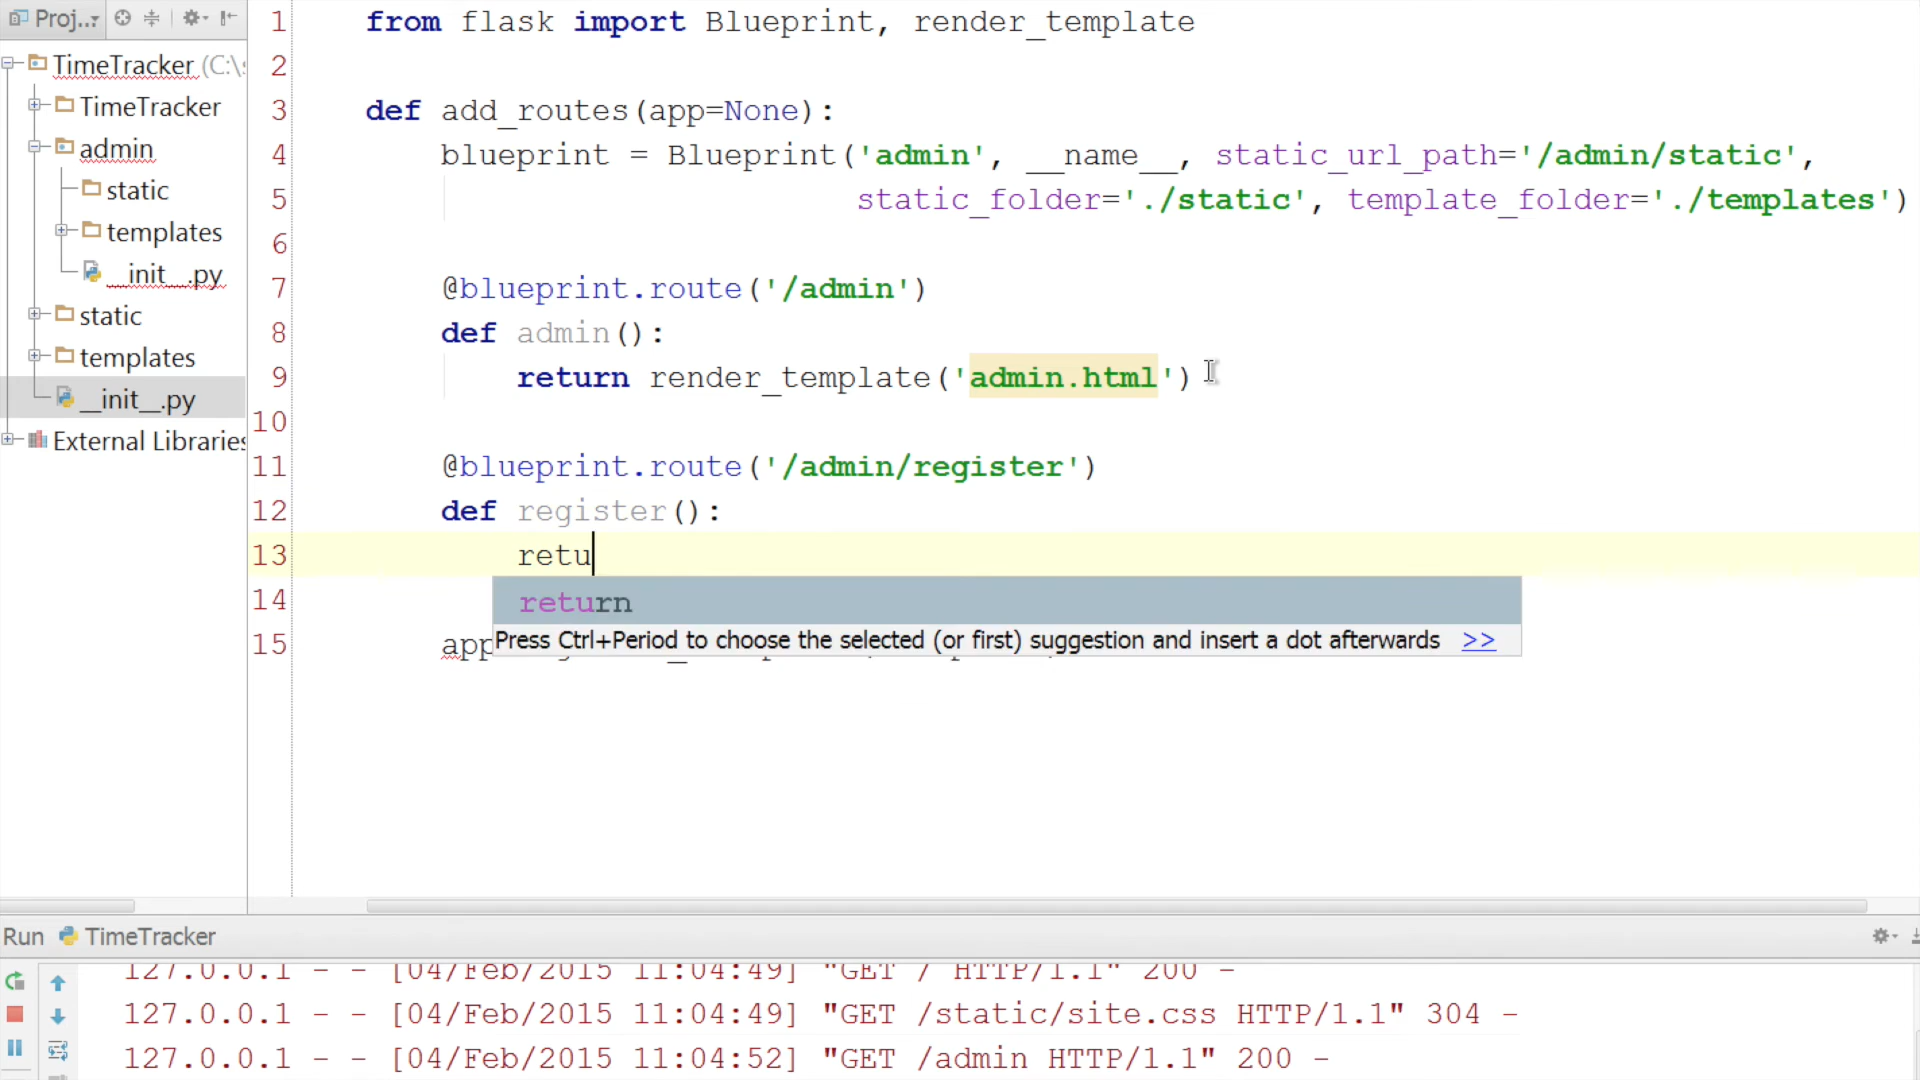 Proj...
TimeTracker (C:\
TimeTracker
admin
static
templates
__init__.py
static
templates
__init__.py
External Libraries
1 from flask import Blueprint, render_template
2
3 def add_routes(app=None):
4 blueprint = Blueprint('admin', __name__, static_url_path='/admin/static',
5 static_folder='./static', template_folder='./templates')
6
7 @blueprint.route('/admin')
8 def admin():
9 return render_template('admin.html')
10
11 @blueprint.route('/admin/register')
12 def register():
13 retu
return
14
Press Ctrl+Period to choose the selected (or first) suggestion and insert a dot afterwards >>
15 app
Run TimeTracker
127.0.0.1 - - [04/Feb/2015 11:04:49] "GET / HTTP/1.1" 200 -
127.0.0.1 - - [04/Feb/2015 11:04:49] "GET /static/site.css HTTP/1.1" 304 -
127.0.0.1 - - [04/Feb/2015 11:04:52] "GET /admin HTTP/1.1" 200 -